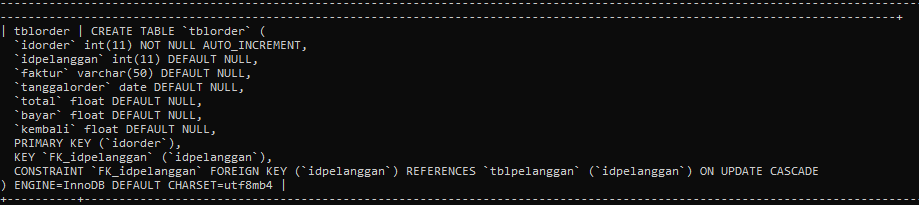 | tblorder | CREATE TABLE `tblorder` (
  `idorder` int(11) NOT NULL AUTO_INCREMENT,
  `idpelanggan` int(11) DEFAULT NULL,
  `faktur` varchar(50) DEFAULT NULL,
  `tanggalorder` date DEFAULT NULL,
  `total` float DEFAULT NULL,
  `bayar` float DEFAULT NULL,
  `kembali` float DEFAULT NULL,
  PRIMARY KEY (`idorder`),
  KEY `FK_idpelanggan` (`idpelanggan`),
  CONSTRAINT `FK_idpelanggan` FOREIGN KEY (`idpelanggan`) REFERENCES `tblpelanggan` (`idpelanggan`) ON UPDATE CASCADE
) ENGINE=InnoDB DEFAULT CHARSET=utf8mb4 |